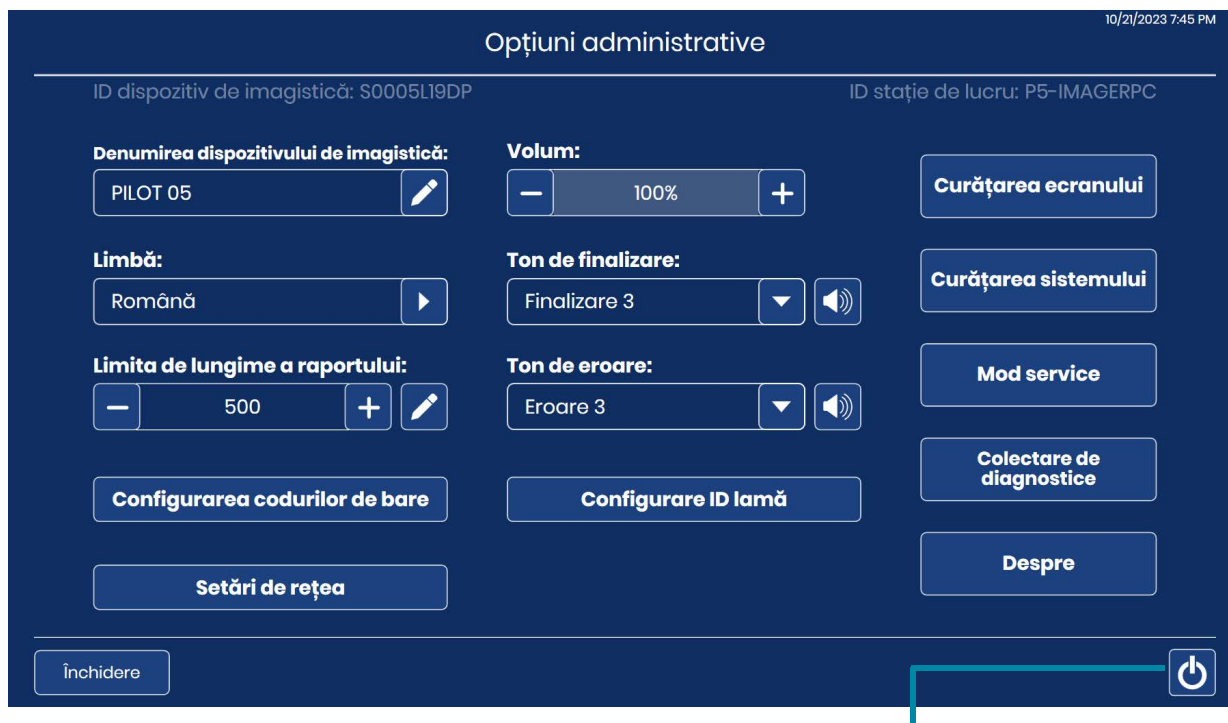 10/21/2023 7:45 PM
Opțiuni administrative
ID dispozitiv de imagistică: S0005L19DP
ID stație de lucru: P5-IMAGERPC
Denumirea dispozitivului de imagistică:
PILOT 05
Limbă:
Română
Limita de lungime a raportului:
500
Configurarea codurilor de bare
Setări de rețea
Volum:
100%
Ton de finalizare:
Finalizare 3
Ton de eroare:
Eroare 3
Configurare ID lamă
Curățarea ecranului
Curățarea sistemului
Mod service
Colectare de
diagnostice
Despre
Închidere